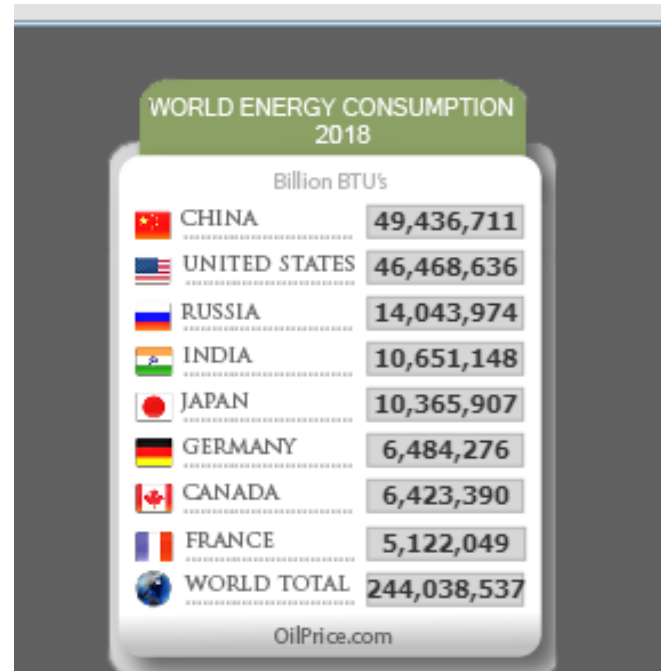 WORLD ENERGY CONSUMPTION
2018
Billion BTU's
CHINA 49,436,711
UNITED STATES 46,468,636
RUSSIA 14,043,974
INDIA 10,651,148
JAPAN 10,365,907
GERMANY 6,484,276
CANADA 6,423,390
FRANCE 5,122,049
WORLD TOTAL 244,038,537
OilPrice.com